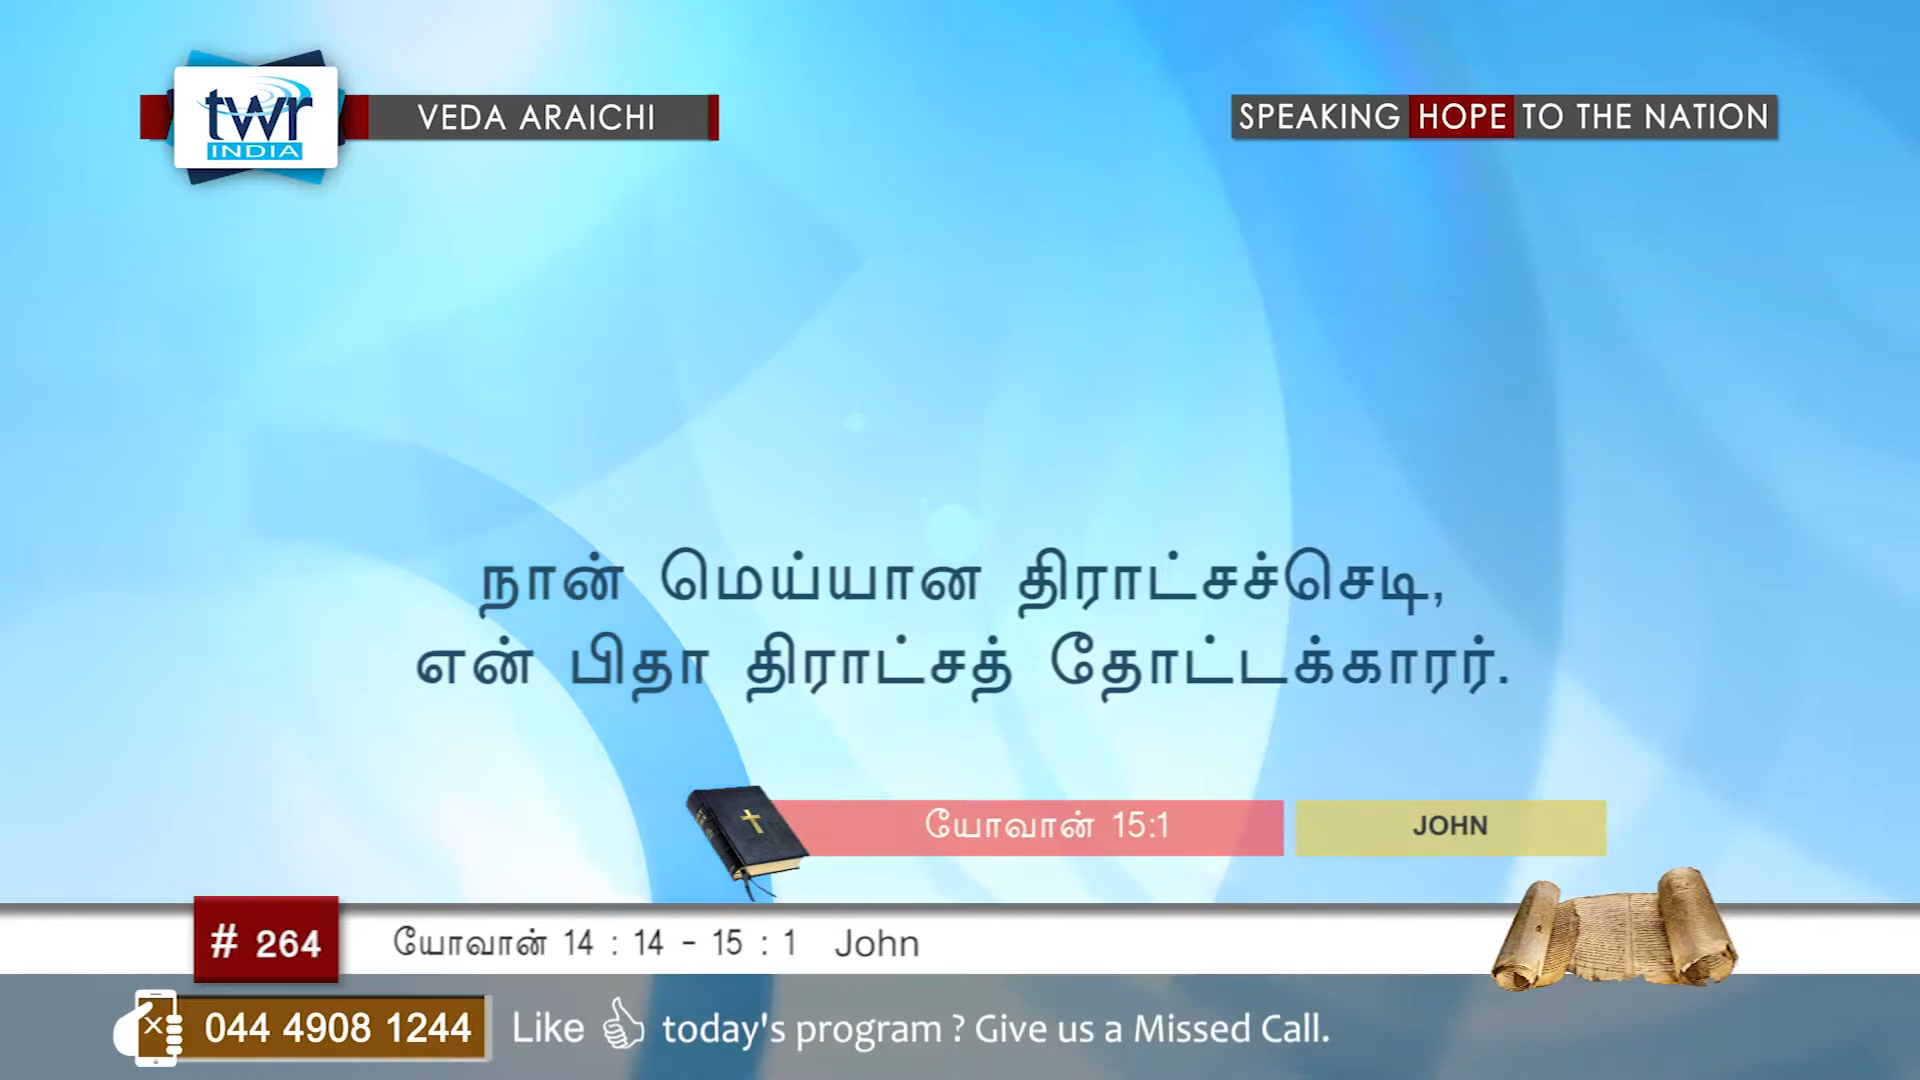 twr
INDIA
VEDA ARAICHI
SPEAKING HOPE TO THE NATION
நான் மெய்யான திராட்சச்செடி,
என் பிதா திராட்சத் தோட்டக்காரர்.
யோவான் 15:1
JOHN
# 264
யோவான் 14 : 14 - 15 : 1 John
044 4908 1244
Like today's program ? Give us a Missed Call.